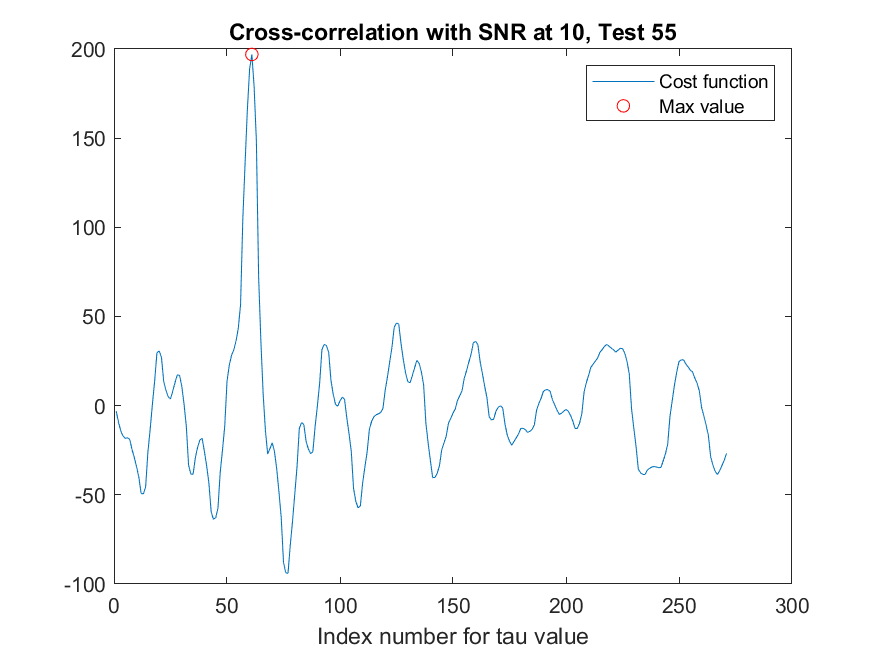 Cross-correlation with SNR at 10, Test 55
200
150
100
50
0
-50
-100
Cost function
Max value
0 50 100 150 200 250 300
Index number for tau value